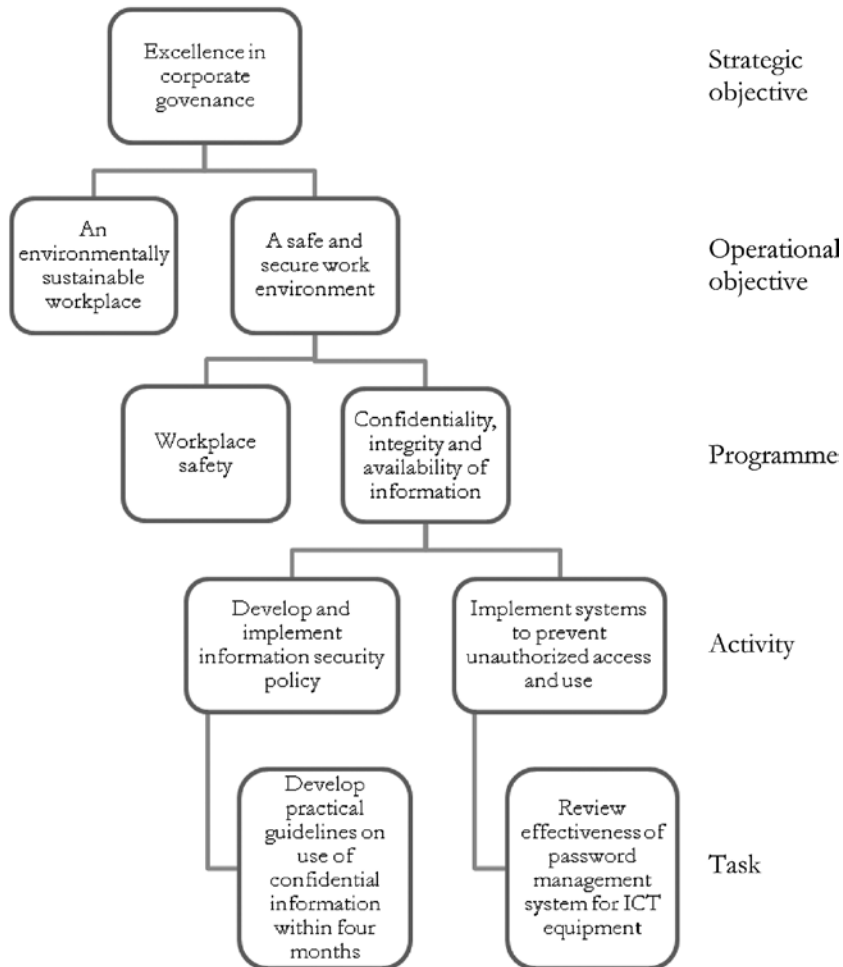 Excellence in
corporate
govenance
Strategic
objective
An
environmentally
sustainable
workplace
A safe and
secure work
environment
Operational
objective
Workplace
safety
Confidentiality,
integrity and
availability of
information
Programme
Develop and
implement
information security
policy
Implement systems
to prevent
unauthorized access
and use
Activity
Develop
practical
guidelines on
use of
confidential
information
within four
months
Review
effectiveness of
password
management
system for ICT
equipment
Task